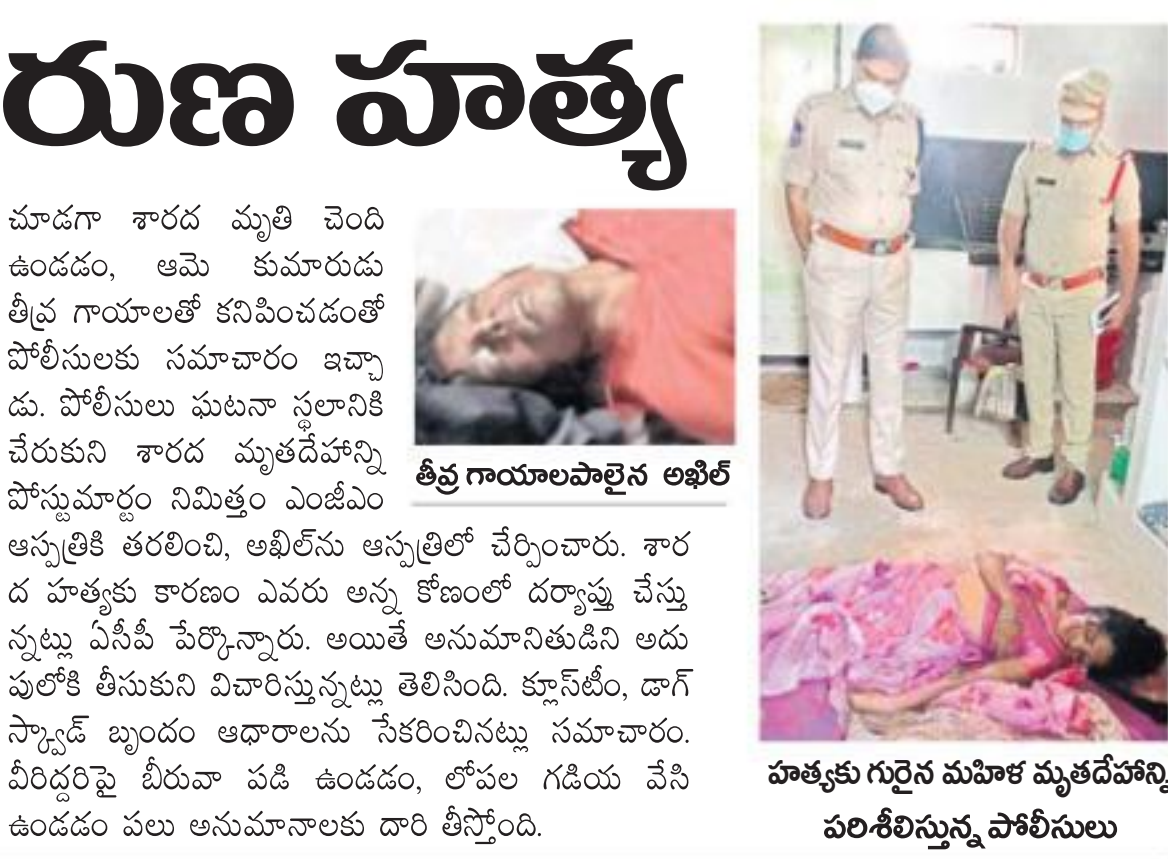 రుణ హత్య
చూడగా శారద మృతి చెంది
ఉండడం, ఆమె కుమారుడు
తీవ్ర గాయాలతో కనిపించడంతో
పోలీసులకు సమాచారం ఇచ్చా
డు. పోలీసులు ఘటనా స్థలానికి
చేరుకుని శారద మృతదేహాన్ని
పోస్టుమార్టం నిమిత్తం ఎంజీఎం
ఆస్పత్రికి తరలించి, అఖిల్‌ను ఆస్పత్రిలో చేర్పించారు. శార
ద హత్యకు కారణం ఎవరు అన్న కోణంలో దర్యాప్తు చేస్తు
న్నట్లు ఏసీపీ పేర్కొన్నారు. అయితే అనుమానితుడిని అదు
పులోకి తీసుకుని విచారిస్తున్నట్లు తెలిసింది. క్లూస్‌టీం, డాగ్
స్క్వాడ్ బృందం ఆధారాలను సేకరించినట్లు సమాచారం.
వీరిద్దరిపై బీరువా పడి ఉండడం, లోపల గడియ వేసి
ఉండడం పలు అనుమానాలకు దారి తీస్తోంది.
తీవ్ర గాయాలపాలైన అఖిల్
హత్యకు గురైన మహిళ మృతదేహాన్ని
పరిశీలిస్తున్న పోలీసులు